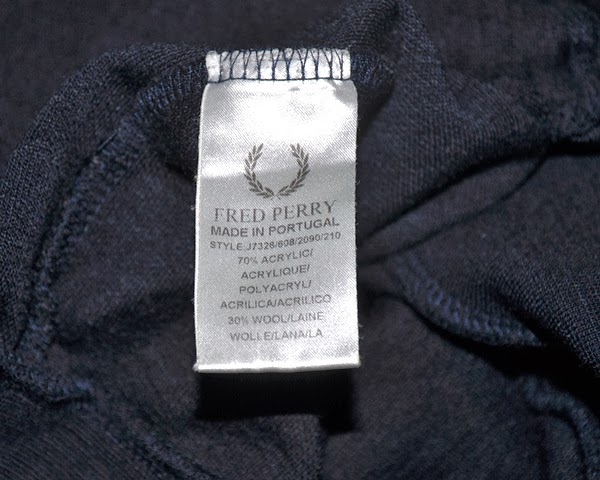 FRED PERRY
MADE IN PORTUGAL
STYLE J7328/608/2090/210
70% ACRYLIC/
ACRYLIQUE/
POLYACRYL/
ACRILICA/ACRILICO
30% WOOL/LAINE
WOLLE/LANA/LA